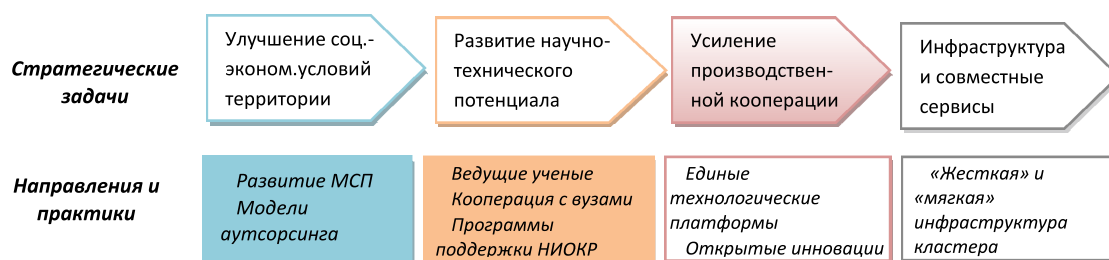 Стратегические
задачи
Улучшение соц.-
эконом.условий
территории
Развитие научно-
технического
потенциала
Усиление
производствен-
ной кооперации
Инфраструктура
и совместные
сервисы
Направления и
практики
Развитие МСП
Модели
аутсорсинга
Ведущие ученые
Кооперация с вузами
Программы
поддержки НИОКР
Единые
технологические
платформы
Открытые инновации
«Жесткая» и
«мягкая»
инфраструктура
кластера